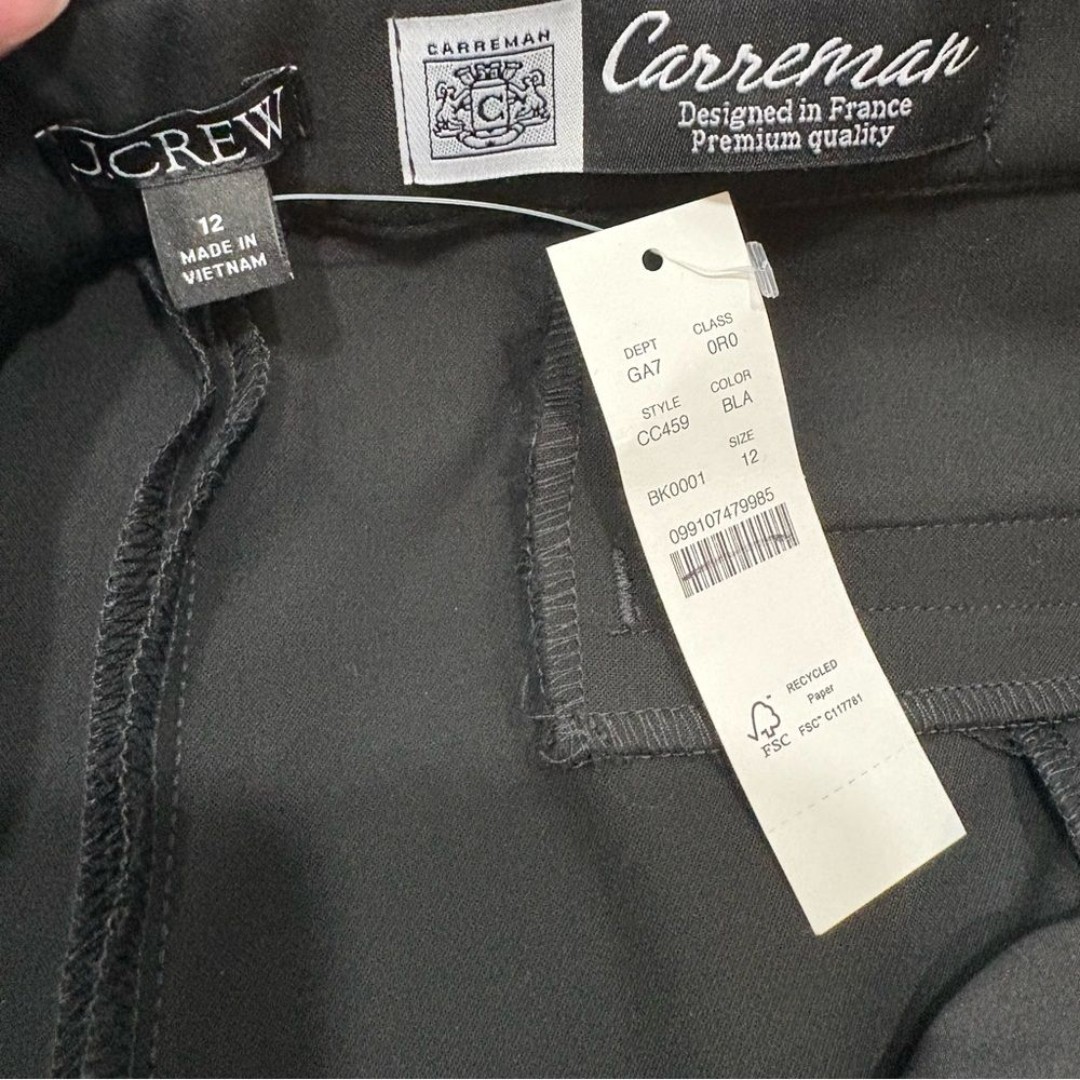 J.CREW
12
MADE IN
VIETNAM
CARREMAN
C
Carreman
Designed in France
Premium quality
DEPT CLASS
GA7 0R0
STYLE COLOR
CC459 BLA
SIZE
BK0001 12
099107479985
RECYCLED
Paper
FSC™ C117781
FSC